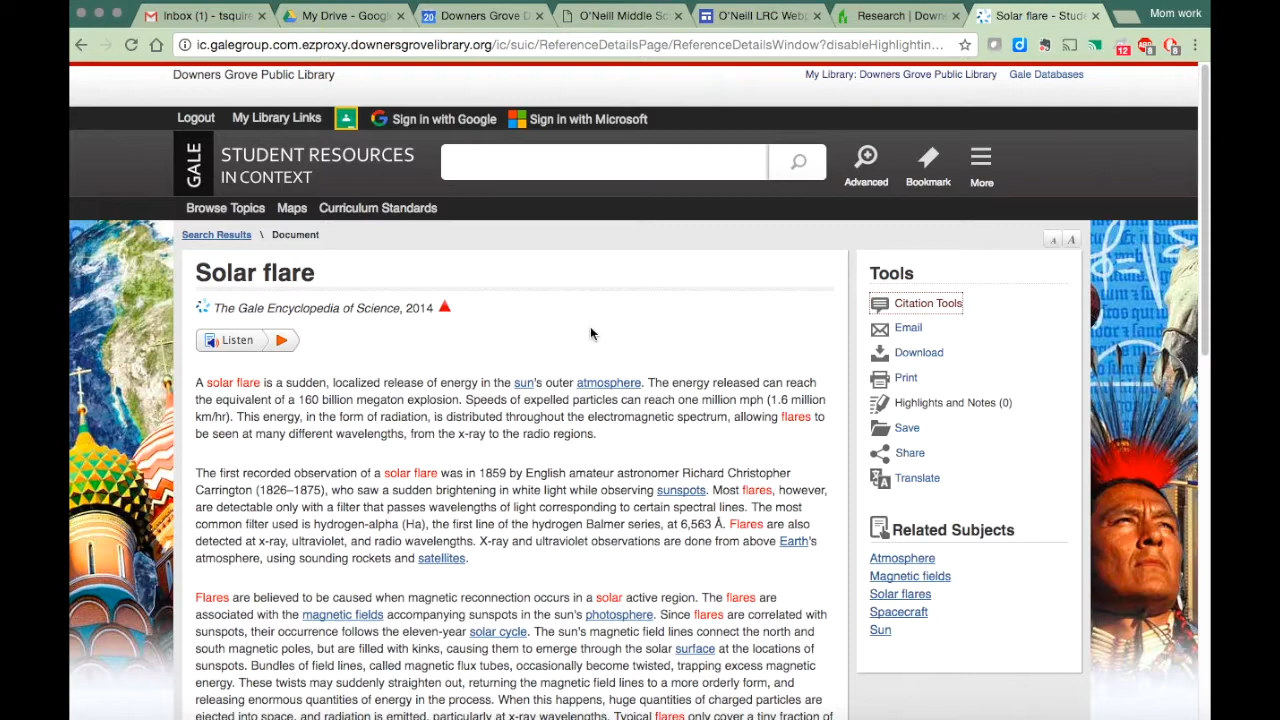 Inbox (1) - tsquire
My Drive - Google
20 Downers Grove D
O'Neill Middle Sc
O'Neill LRC Webp
Research | Down
Solar flare - Stude
Mom work
ic.galegroup.com.ezproxy.downersgrovelibrary.org/ic/suic/ReferenceDetailsPage/ReferenceDetailsWindow?disableHighlightin...
12 ABP 8 8
Downers Grove Public Library
My Library: Downers Grove Public Library Gale Databases
Logout My Library Links Sign in with Google Sign in with Microsoft
GALE
STUDENT RESOURCES
IN CONTEXT
Advanced Bookmark More
Browse Topics Maps Curriculum Standards
Search Results \ Document
A A
Solar flare
The Gale Encyclopedia of Science, 2014
Listen
A solar flare is a sudden, localized release of energy in the sun's outer atmosphere. The energy released can reach
the equivalent of a 160 billion megaton explosion. Speeds of expelled particles can reach one million mph (1.6 million
km/hr). This energy, in the form of radiation, is distributed throughout the electromagnetic spectrum, allowing flares to
be seen at many different wavelengths, from the x-ray to the radio regions.
The first recorded observation of a solar flare was in 1859 by English amateur astronomer Richard Christopher
Carrington (1826–1875), who saw a sudden brightening in white light while observing sunspots. Most flares, however,
are detectable only with a filter that passes wavelengths of light corresponding to certain spectral lines. The most
common filter used is hydrogen-alpha (Ha), the first line of the hydrogen Balmer series, at 6,563 Å. Flares are also
detected at x-ray, ultraviolet, and radio wavelengths. X-ray and ultraviolet observations are done from above Earth's
atmosphere, using sounding rockets and satellites.
Flares are believed to be caused when magnetic reconnection occurs in a solar active region. The flares are
associated with the magnetic fields accompanying sunspots in the sun's photosphere. Since flares are correlated with
sunspots, their occurrence follows the eleven-year solar cycle. The sun's magnetic field lines connect the north and
south magnetic poles, but are filled with kinks, causing them to emerge through the solar surface at the locations of
sunspots. Bundles of field lines, called magnetic flux tubes, occasionally become twisted, trapping excess magnetic
energy. These twists may suddenly straighten out, returning the magnetic field lines to a more orderly form, and
releasing enormous quantities of energy in the process. When this happens, huge quantities of charged particles are
ejected into space, and radiation is emitted, particularly at x-ray wavelengths. Typical flares only cover a tiny fraction of
Tools
Citation Tools
Email
Download
Print
Highlights and Notes (0)
Save
Share
Translate
Related Subjects
Atmosphere
Magnetic fields
Solar flares
Spacecraft
Sun